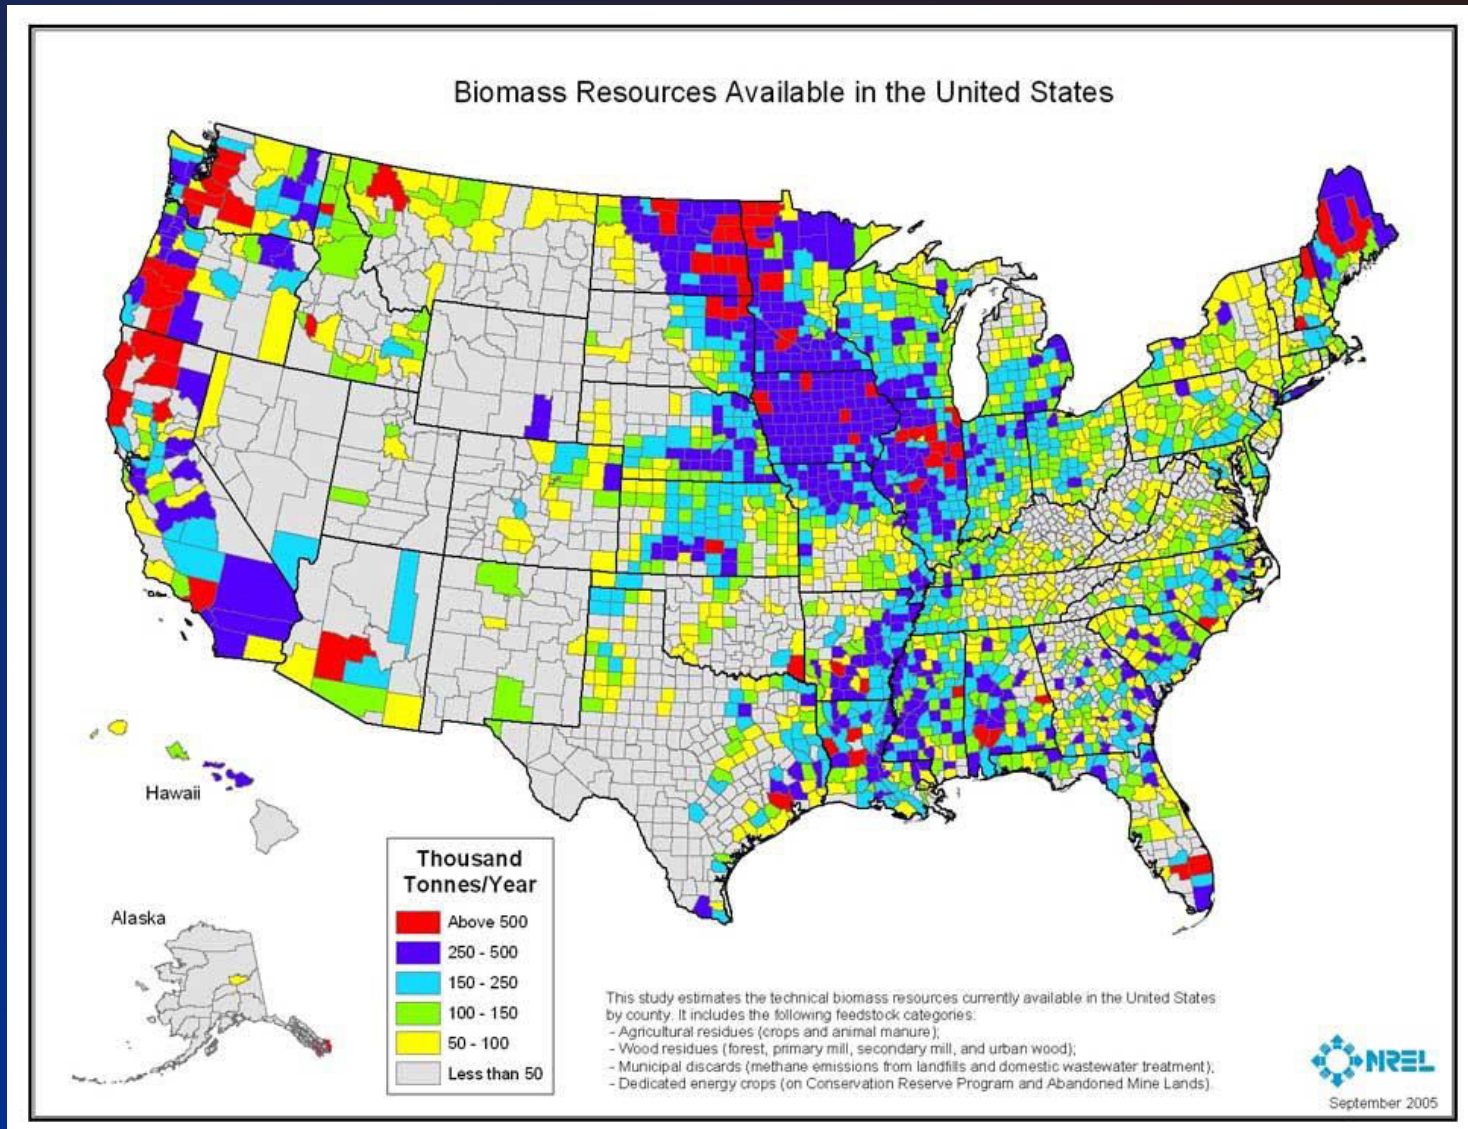 Biomass Resources Available in the United States
Hawaii
Alaska
Thousand
Tonnes/Year
Above 500
250 - 500
150 - 250
100 - 150
50 - 100
Less than 50
This study estimates the technical biomass resources currently available in the United States
by county. It includes the following feedstock categories:
- Agricultural residues (crops and animal manure);
- Wood residues (forest, primary mill, secondary mill, and urban wood);
- Municipal discards (methane emissions from landfills and domestic wastewater treatment);
- Dedicated energy crops (on Conservation Reserve Program and Abandoned Mine Lands).
NREL
September 2005